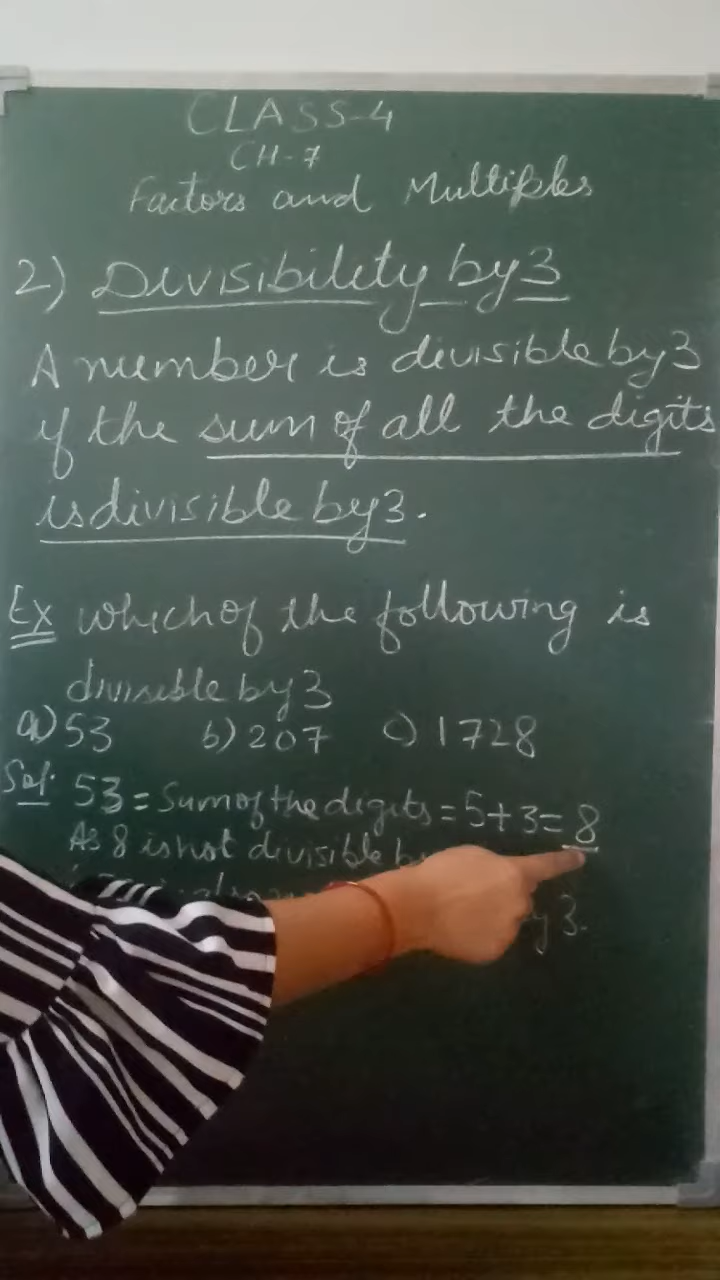 CLASS-4
CH-7
Factors and Multiples
2) Divisibility by 3
A number is divisible by 3
if the sum of all the digits
is divisible by 3.
Ex which of the following is
divisible by 3
a) 53 b) 207 c) 1728
Sol. 53 = Sum of the digits = 5+3 = 8
As 8 is not divisible
3.